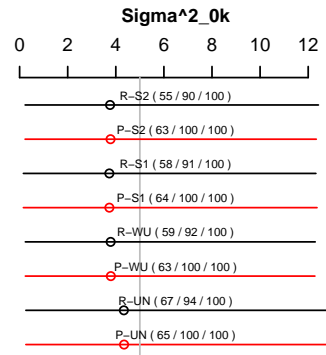 Sigma^2_0k
0 2 4 6 8 10 12
R−S2 ( 55 / 90 / 100 )
P−S2 ( 63 / 100 / 100 )
R−S1 ( 58 / 91 / 100 )
P−S1 ( 64 / 100 / 100 )
R−WU ( 59 / 92 / 100 )
P−WU ( 63 / 100 / 100 )
R−UN ( 67 / 94 / 100 )
P−UN ( 65 / 100 / 100 )